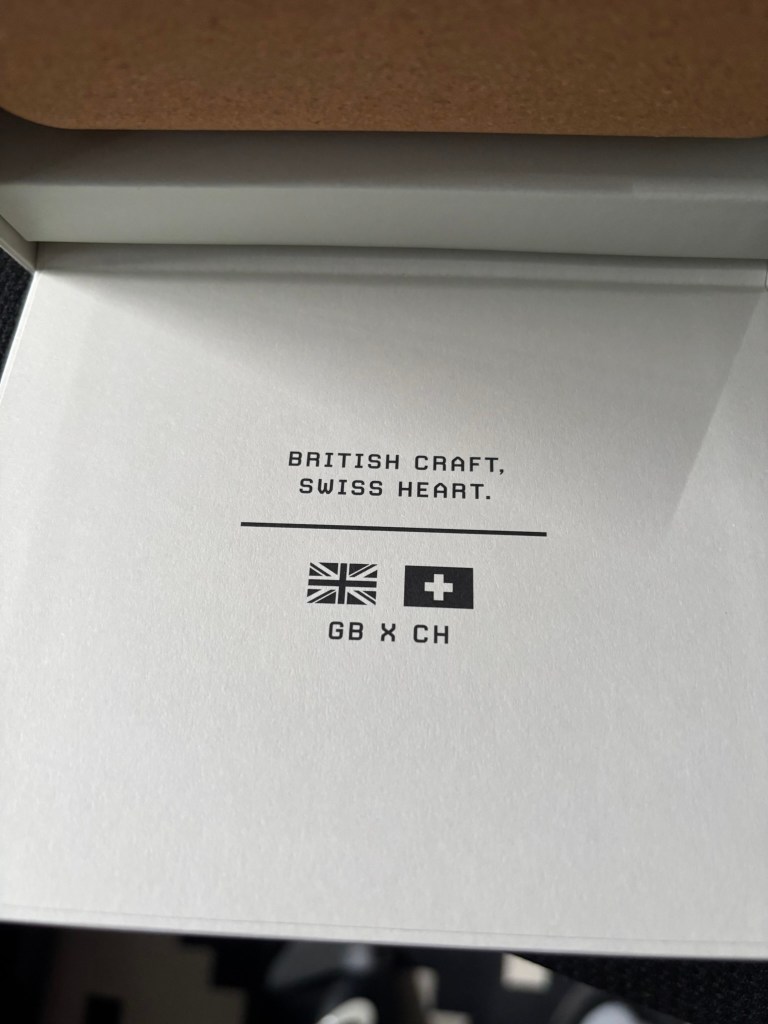 BRITISH CRAFT,
SWISS HEART.
GB X CH